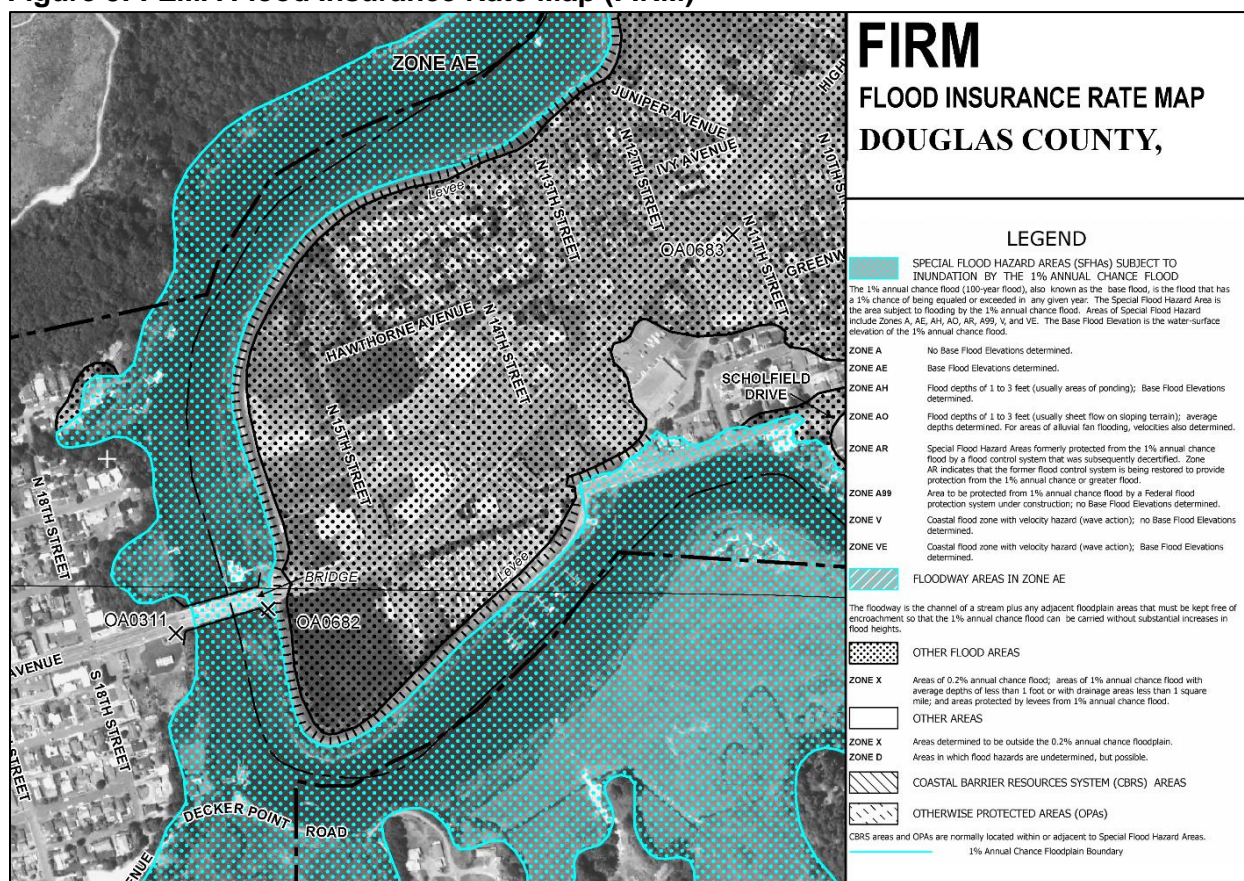 Figure 3: FEMA Flood Insurance Rate Map (FIRM)
ZONE AE
JUNIPER AVENUE
IVY AVENUE
N 13TH STREET
N 12TH STREET
N 11TH STREET
Levee
OA0683
HAWTHORNE AVENUE
N 14TH STREET
N 15TH STREET
SCHOLFIELD
DRIVE
N 18TH STREET
Levee
BRIDGE
OA0311
OA0682
AVENUE
S 18TH STREET
STREET
DECKER POINT ROAD
FIRM
FLOOD INSURANCE RATE MAP
DOUGLAS COUNTY,
LEGEND
SPECIAL FLOOD HAZARD AREAS (SFHAs) SUBJECT TO
INUNDATION BY THE 1% ANNUAL CHANCE FLOOD
The 1% annual chance flood (100-year flood), also known as the base flood, is the flood that has
a 1% chance of being equaled or exceeded in any given year. The Special Flood Hazard Area is
the area subject to flooding by the 1% annual chance flood. Areas of Special Flood Hazard
include Zones A, AE, AH, AO, AR, A99, V, and VE. The Base Flood Elevation is the water-surface
elevation of the 1% annual chance flood.
ZONE A No Base Flood Elevations determined.
ZONE AE Base Flood Elevations determined.
ZONE AH Flood depths of 1 to 3 feet (usually areas of ponding); Base Flood Elevations
determined.
ZONE AO Flood depths of 1 to 3 feet (usually sheet flow on sloping terrain); average
depths determined. For areas of alluvial fan flooding, velocities also determined.
ZONE AR Special Flood Hazard Areas formerly protected from the 1% annual chance
flood by a flood control system that was subsequently decertified. Zone
AR indicates that the former flood control system is being restored to provide
protection from the 1% annual chance or greater flood.
ZONE A99 Area to be protected from 1% annual chance flood by a Federal flood
protection system under construction; no Base Flood Elevations determined.
ZONE V Coastal flood zone with velocity hazard (wave action); no Base Flood Elevations
determined.
ZONE VE Coastal flood zone with velocity hazard (wave action); Base Flood Elevations
determined.
FLOODWAY AREAS IN ZONE AE
The floodway is the channel of a stream plus any adjacent floodplain areas that must be kept free of
encroachment so that the 1% annual chance flood can be carried without substantial increases in
flood heights.
OTHER FLOOD AREAS
ZONE X Areas of 0.2% annual chance flood; areas of 1% annual chance flood with
average depths of less than 1 foot or with drainage areas less than 1 square
mile; and areas protected by levees from 1% annual chance flood.
OTHER AREAS
ZONE X Areas determined to be outside the 0.2% annual chance floodplain.
ZONE D Areas in which flood hazards are undetermined, but possible.
COASTAL BARRIER RESOURCES SYSTEM (CBRS) AREAS
OTHERWISE PROTECTED AREAS (OPAs)
CBRS areas and OPAs are normally located within or adjacent to Special Flood Hazard Areas.
1% Annual Chance Floodplain Boundary